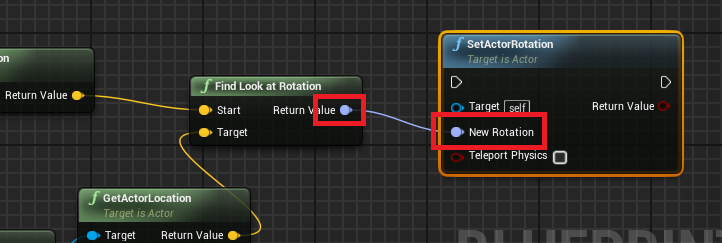 on
Return Value
f Find Look at Rotation
Start Return Value
Target
f SetActorRotation
Target is Actor
Target self Return Value
New Rotation
Teleport Physics
f GetActorLocation
Target is Actor
Target Return Value
BLUEPRINT